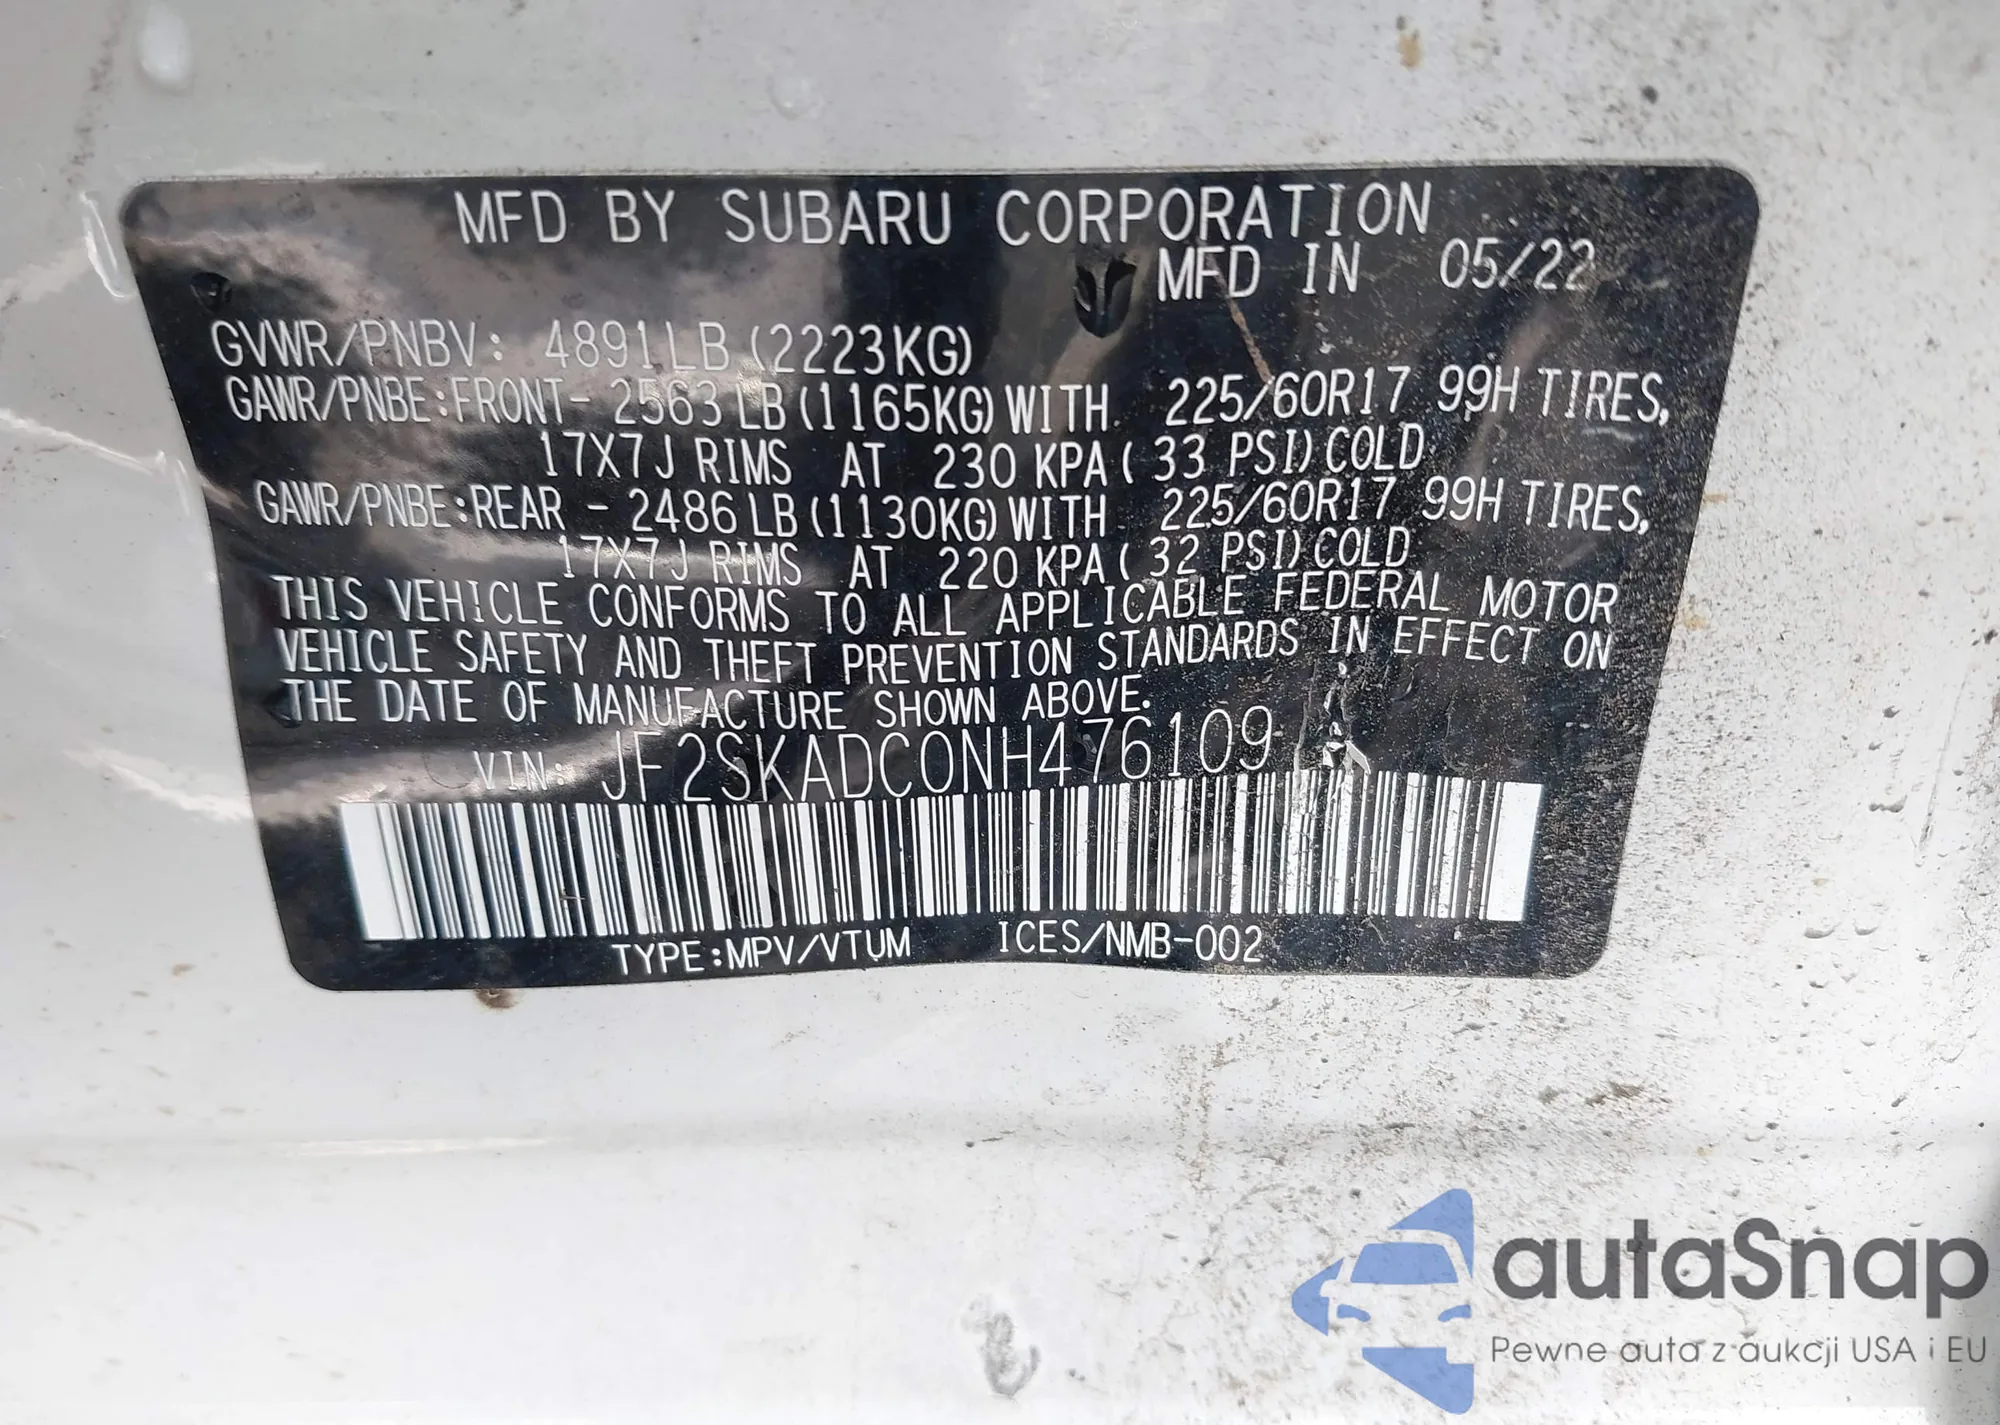 MFD BY SUBARU CORPORATION
MFD IN 05/22
GVWR/PNBV: 4891LB (2223KG)
GAWR/PNBE:FRONT- 2563LB(1165KG)WITH 225/60R17 99H TIRES,
17X7J RIMS AT 230 KPA( 33 PSI)COLD
GAWR/PNBE:REAR - 2486LB(1130KG)WITH 225/60R17 99H TIRES,
17X7J RIMS AT 220 KPA( 32 PSI)COLD
THIS VEHICLE CONFORMS TO ALL APPLICABLE FEDERAL MOTOR
VEHICLE SAFETY AND THEFT PREVENTION STANDARDS IN EFFECT ON
THE DATE OF MANUFACTURE SHOWN ABOVE.
VIN: JF2SKADC0NH476109
TYPE:MPV/VTUM ICES/NMB-002
autaSnap
Pewne auta z aukcji USA i EU